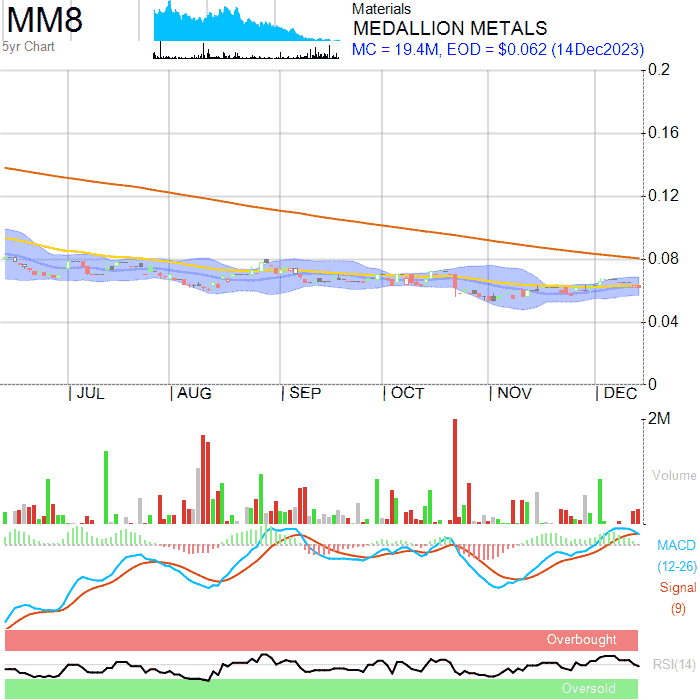 MM8
5yr Chart
Materials
MEDALLION METALS
MC = 19.4M, EOD = $0.062 (14Dec2023)
0.2
0.16
0.12
0.08
0.04
0
JUL AUG SEP OCT NOV DEC
2M
Volume
MACD
(12-26)
Signal
(9)
Overbought
RSI(14)
Oversold